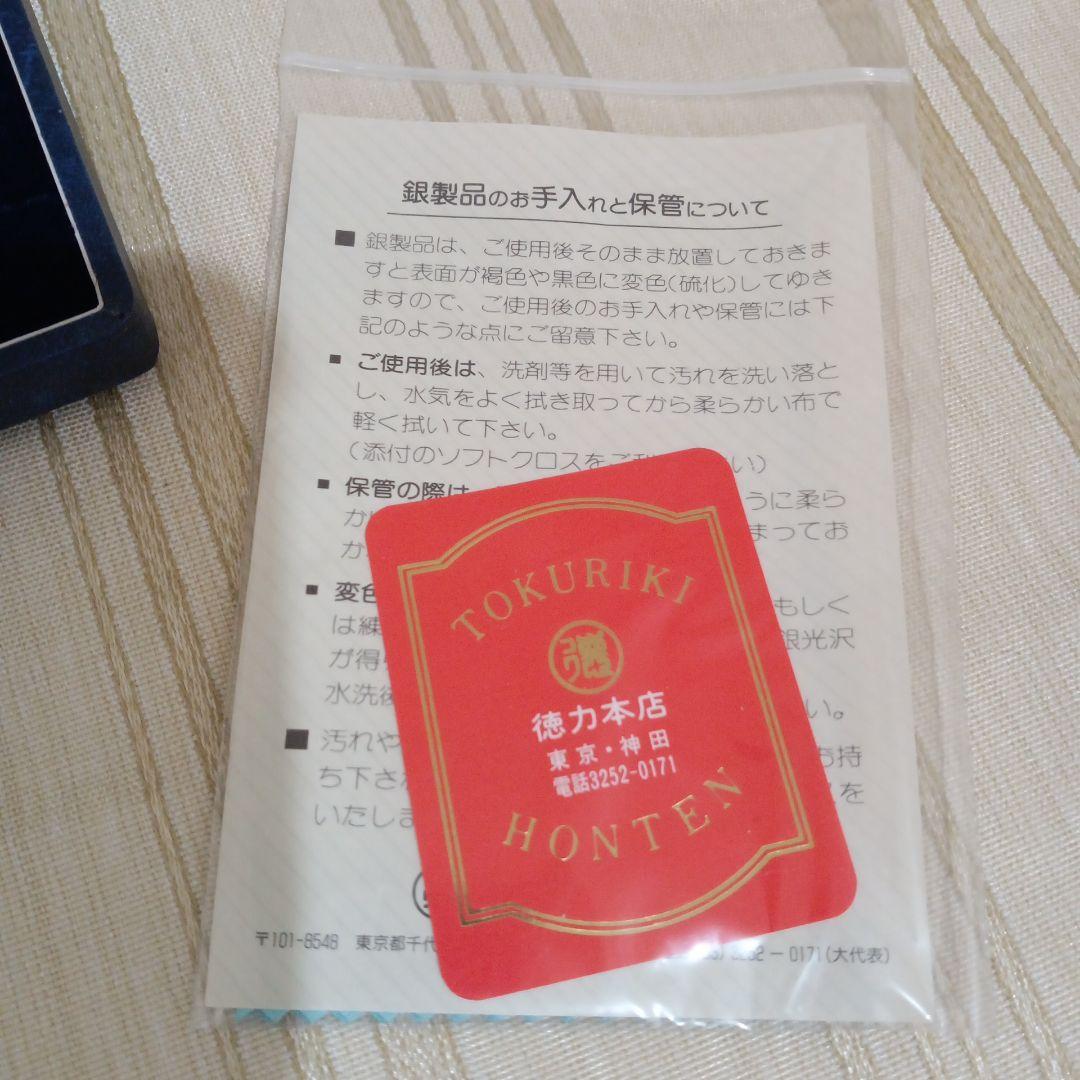 銀製品のお手入れと保管について
■ 銀製品は、ご使用後そのまま放置しておきま
すと表面が褐色や黒色に変色(硫化)してゆき
ますので、ご使用後のお手入れや保管には下
記のような点にご留意下さい。
■ ご使用後は、洗剤等を用いて汚れを洗い落と
し、水気をよく拭き取ってから柔らかい布で
軽く拭いて下さい。
(添付のソフトクロスをご い)
■ 保管の際は うに柔ら
か まってお
か
■ 変色 もしく
は練 銀光沢
が得
水洗後 い。
■ 汚れや お持
ち下さ を
いたしま
〒101-8548 東京都千代 3252-0171(大代表)
TOKURIKI
徳力本店
東京・神田
電話3252-0171
HONTEN